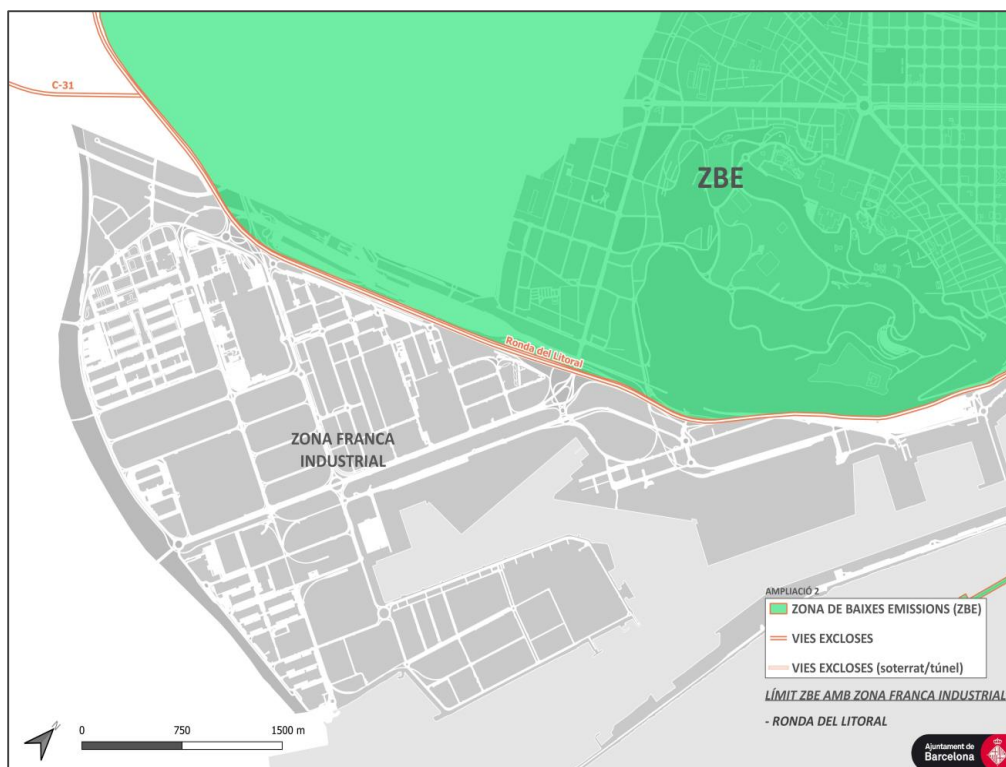 C-31
ZBE
Ronda del Litoral
ZONA FRANCA
INDUSTRIAL
AMPLIACIÓ 2
ZONA DE BAIXES EMISSIONS (ZBE)
VIES EXCLOSES
VIES EXCLOSES (soterrat/túnel)
LÍMIT ZBE AMB ZONA FRANCA INDUSTRIAL
- RONDA DEL LITORAL
N
0 750 1500 m
Ajuntament de
Barcelona